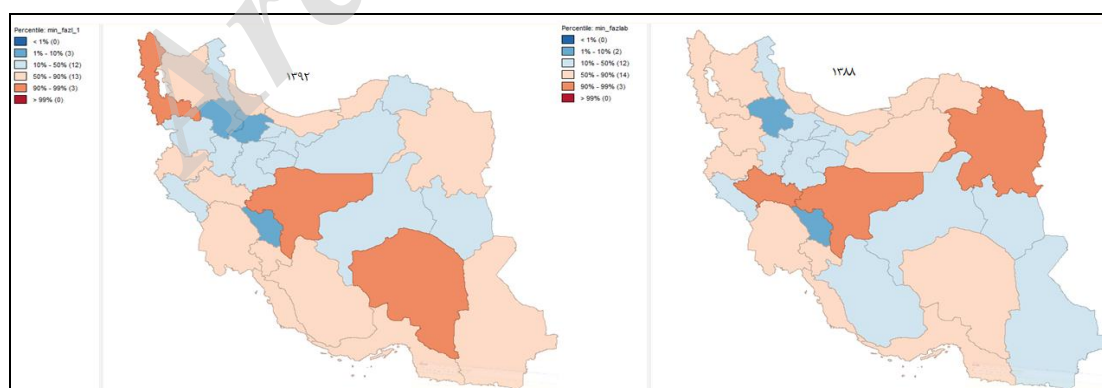 Percentile: min_fazl_1
< 1% (0)
1% - 10% (3)
10% - 50% (12)
50% - 90% (13)
90% - 99% (3)
> 99% (0)
۱۳۹۲
Percentile: min_fazlab
< 1% (0)
1% - 10% (2)
10% - 50% (12)
50% - 90% (14)
90% - 99% (3)
> 99% (0)
۱۳۸۸